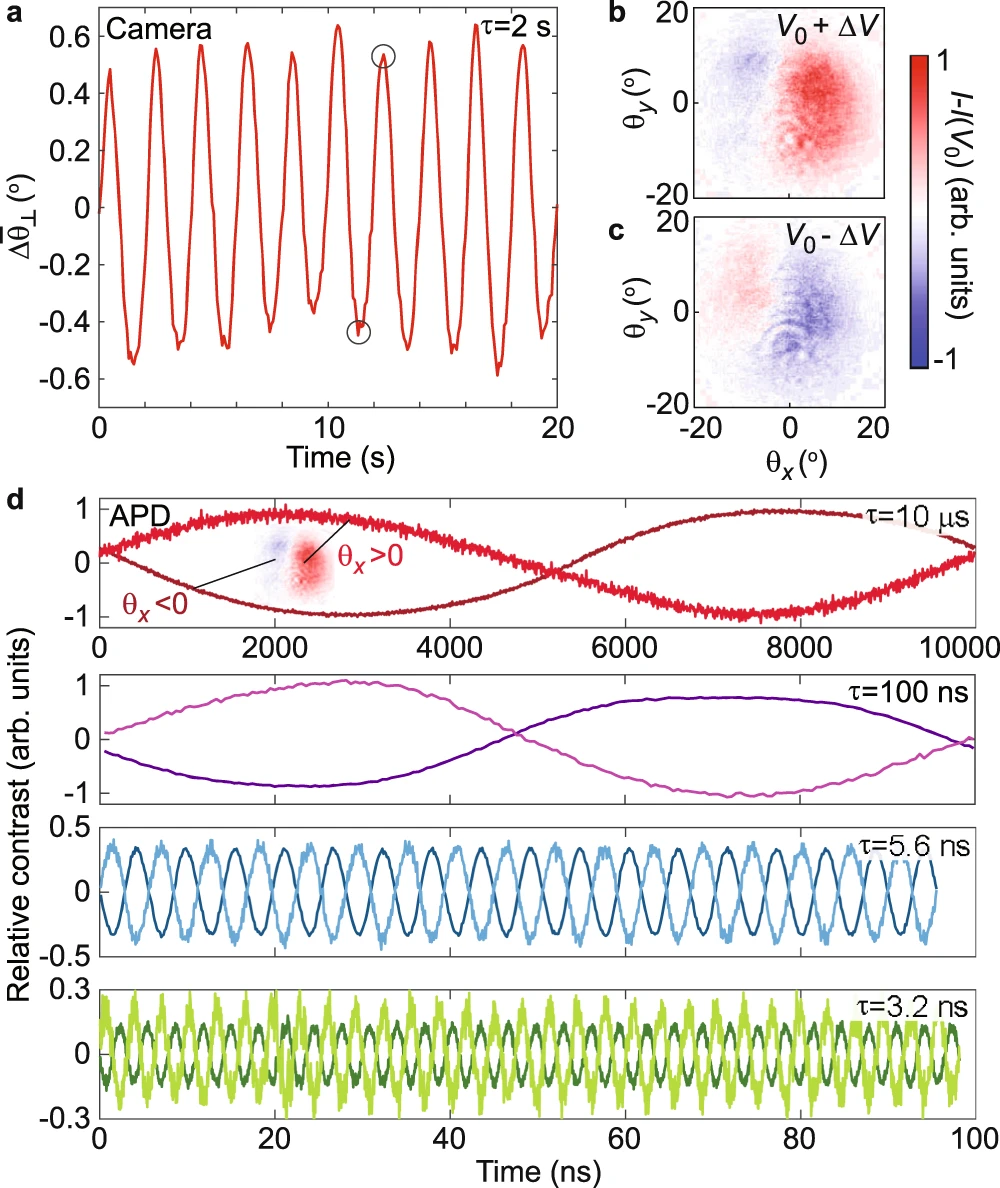 a
Camera
τ=2 s
0.6
0.4
0.2
0
-0.2
-0.4
-0.6
Δθ⊥ (º)
0
10
20
Time (s)
b
V0 + ΔV
20
0
-20
θy (º)
c
V0 - ΔV
20
0
-20
θy (º)
-20
0
20
θx (º)
1
-1
I-I(V0) (arb. units)
d
APD
τ=10 μs
θx>0
θx<0
1
0
-1
0
2000
4000
6000
8000
10000
τ=100 ns
1
0
-1
τ=5.6 ns
0.5
0
-0.5
τ=3.2 ns
0.3
0
-0.3
0
20
40
60
80
100
Time (ns)
Relative contrast (arb. units)